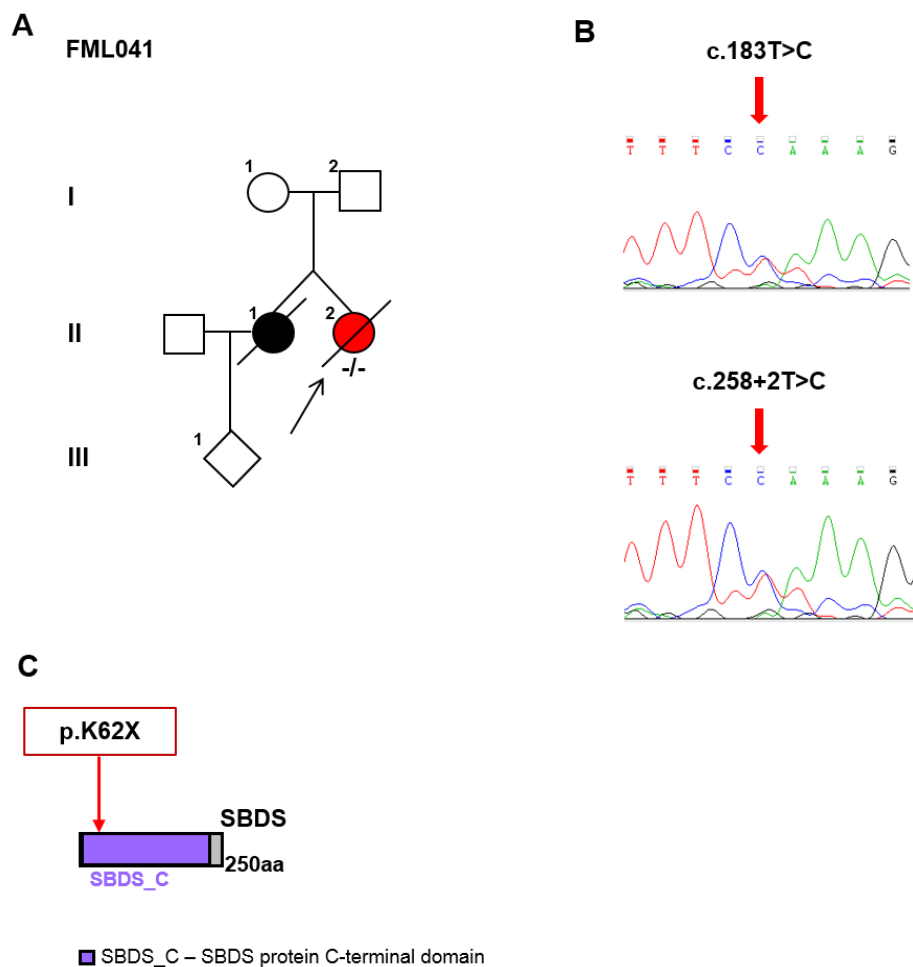 A
FML041
I
1
2
II
1
2
-/-
III
1
B
c.183T>C
T T T C C A A A G
c.258+2T>C
T T T C C A A A G
C
p.K62X
SBDS
250aa
SBDS_C
SBDS_C – SBDS protein C-terminal domain